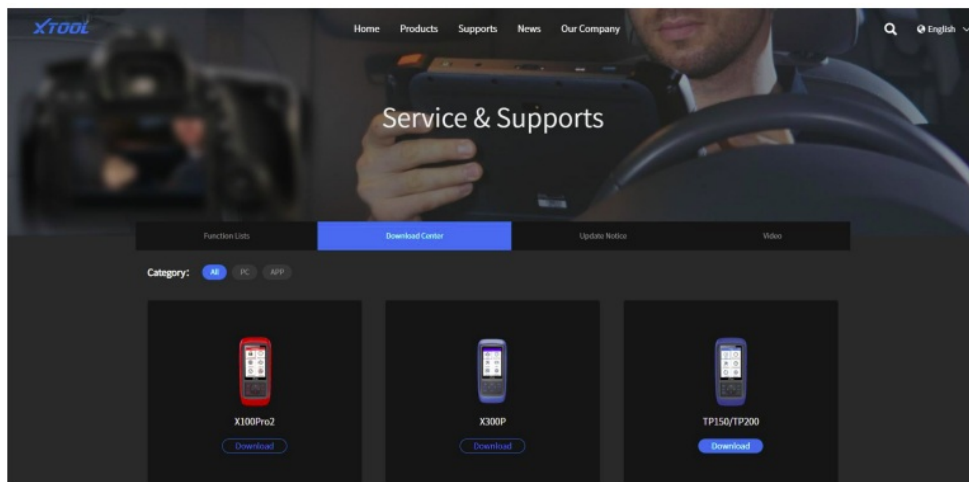 XTOOL
Home Products Supports News Our Company
English
Service & Supports
Function Lists Download Center Update Notice Video
Category: All PC APP
X100Pro2 X300P TP150/TP200
Download Download Download